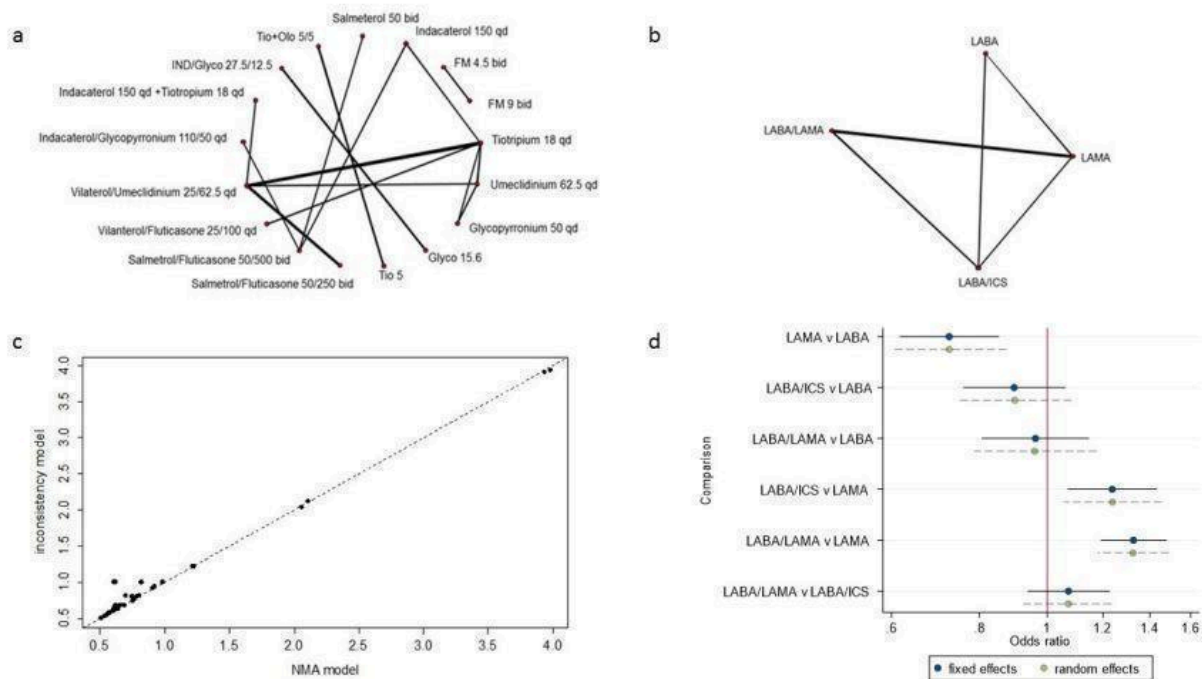 a
Salmeterol 50 bid
Tio+Olo 5/5
Indacaterol 150 qd
IND/Glyco 27.5/12.5
FM 4.5 bid
Indacaterol 150 qd +Tiotropium 18 qd
FM 9 bid
Indacaterol/Glycopyrronium 110/50 qd
Tiotripium 18 qd
Vilaterol/Umeclidinium 25/62.5 qd
Umeclidinium 62.5 qd
Vilanterol/Fluticasone 25/100 qd
Glycopyrronium 50 qd
Salmetrol/Fluticasone 50/500 bid
Glyco 15.6
Salmetrol/Fluticasone 50/250 bid
Tio 5
b
LABA
LABA/LAMA
LAMA
LABA/ICS
c
inconsistency model
4.0
3.5
3.0
2.5
2.0
1.5
1.0
0.5
0.5
1.0
1.5
2.0
2.5
3.0
3.5
4.0
NMA model
d
Comparison
LAMA v LABA
LABA/ICS v LABA
LABA/LAMA v LABA
LABA/ICS v LAMA
LABA/LAMA v LAMA
LABA/LAMA v LABA/ICS
.6
.8
1
1.2
1.4
1.6
Odds ratio
fixed effects
random effects